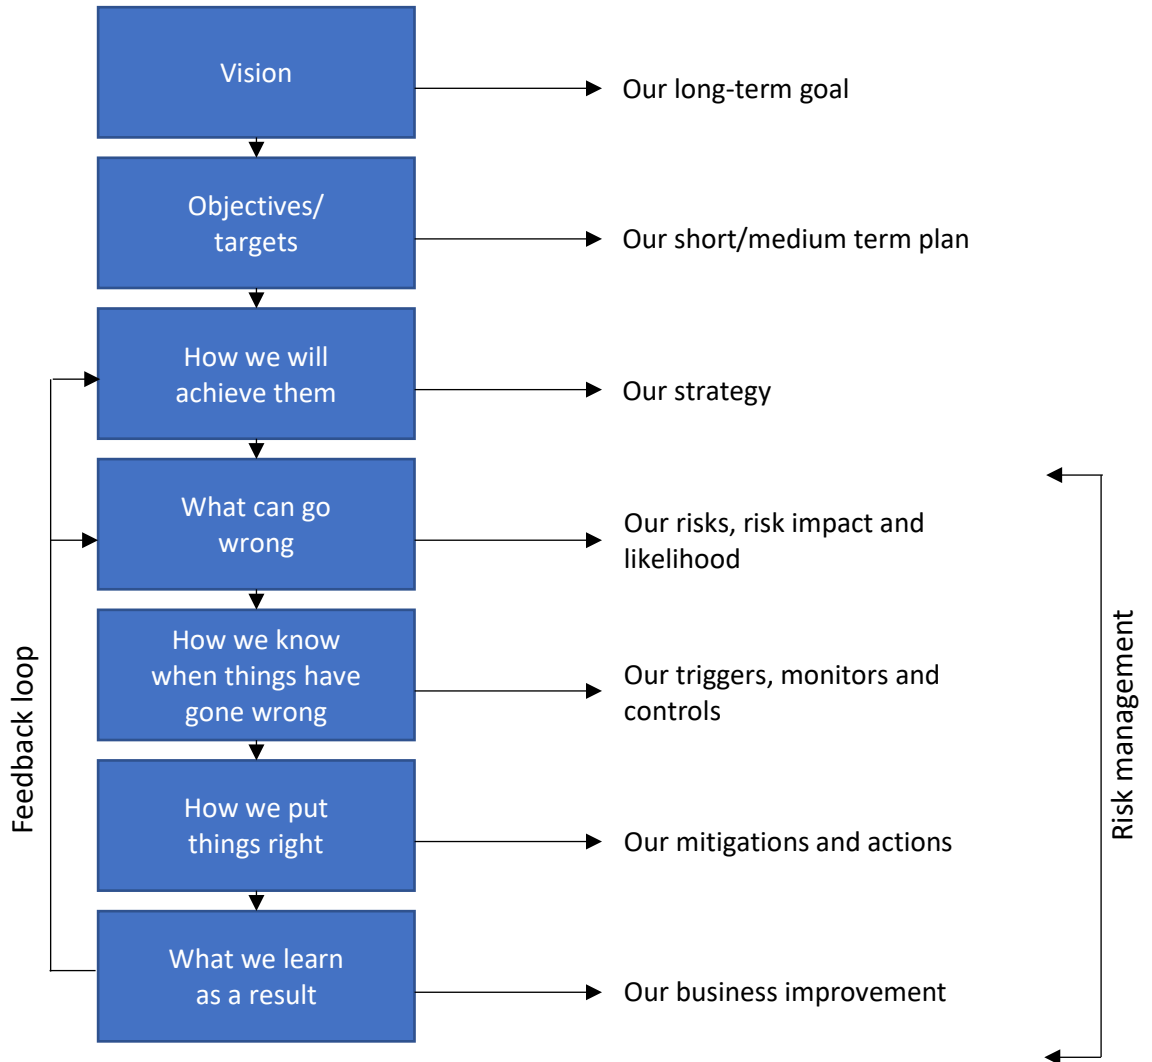 Vision
Our long-term goal
Objectives/
targets
Our short/medium term plan
How we will
achieve them
Our strategy
What can go
wrong
Our risks, risk impact and
likelihood
How we know
when things have
gone wrong
Our triggers, monitors and
controls
How we put
things right
Our mitigations and actions
What we learn
as a result
Our business improvement
Feedback loop
Risk management